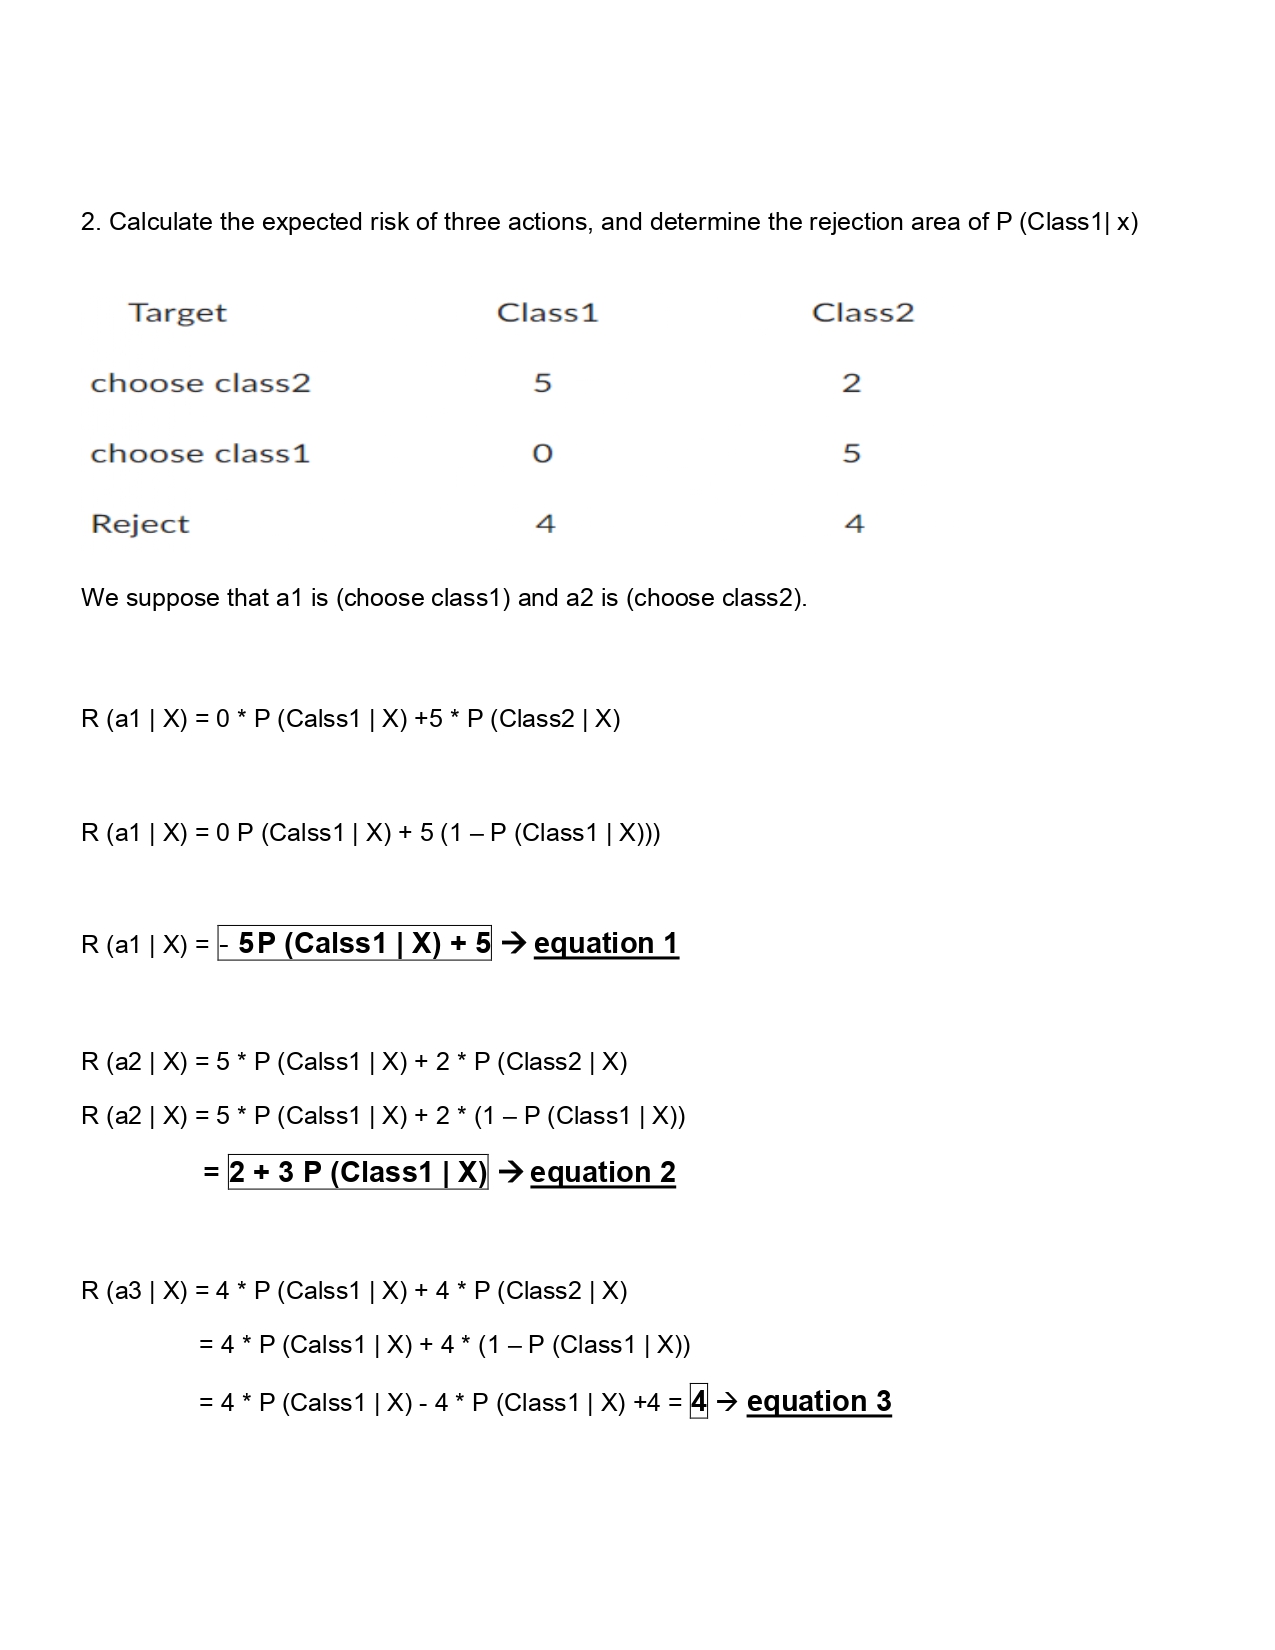 2. Calculate the expected risk of three actions, and determine the rejection area of P (Class1| x)
Target Class1 Class2
choose class2 5 2
choose class1 0 5
Reject 4 4
We suppose that a1 is (choose class1) and a2 is (choose class2).
R (a1 | X) = 0 * P (Calss1 | X) +5 * P (Class2 | X)
R (a1 | X) = 0 P (Calss1 | X) + 5 (1 – P (Class1 | X)))
R (a1 | X) = - 5P (Calss1 | X) + 5 → equation 1
R (a2 | X) = 5 * P (Calss1 | X) + 2 * P (Class2 | X)
R (a2 | X) = 5 * P (Calss1 | X) + 2 * (1 – P (Class1 | X))
= 2 + 3 P (Class1 | X) → equation 2
R (a3 | X) = 4 * P (Calss1 | X) + 4 * P (Class2 | X)
= 4 * P (Calss1 | X) + 4 * (1 – P (Class1 | X))
= 4 * P (Calss1 | X) - 4 * P (Class1 | X) +4 = 4 → equation 3